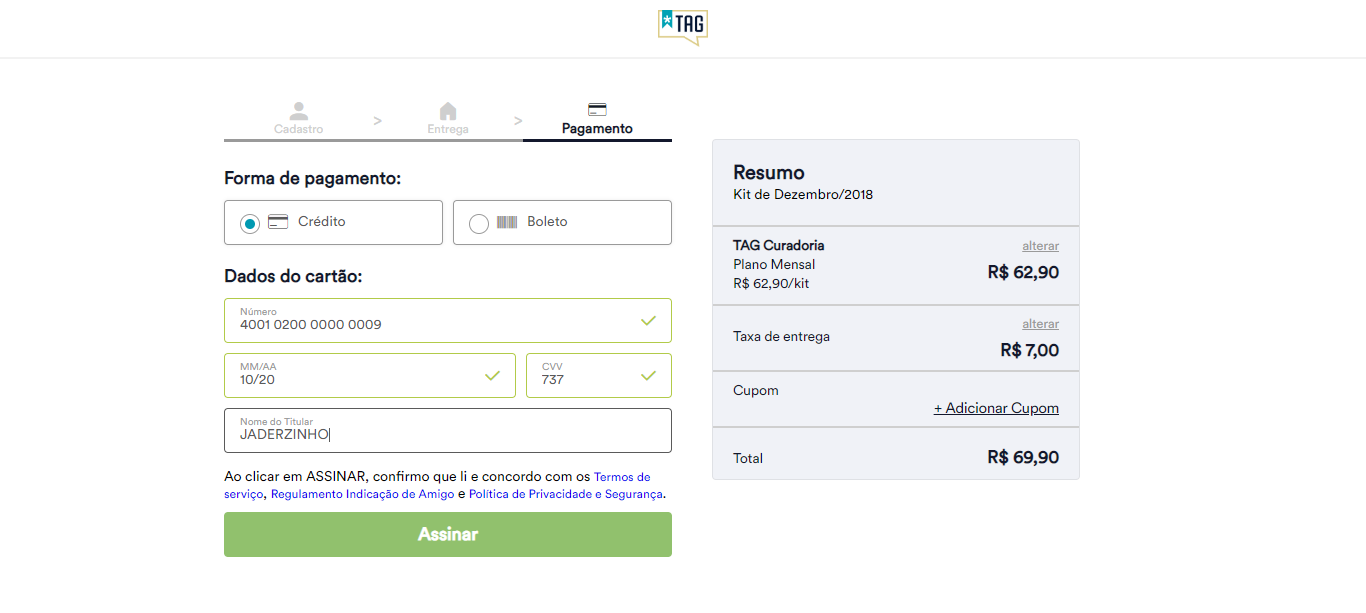 TAG
Cadastro
>
Entrega
>
Pagamento
Forma de pagamento:
Crédito
Boleto
Dados do cartão:
Número
4001 0200 0000 0009
MM/AA
10/20
CVV
737
Nome do Titular
JADERZINHO
Ao clicar em ASSINAR, confirmo que li e concordo com os Termos de
serviço, Regulamento Indicação de Amigo e Política de Privacidade e Segurança.
Assinar
Resumo
Kit de Dezembro/2018
TAG Curadoria
alterar
Plano Mensal
R$ 62,90
R$ 62,90/kit
alterar
Taxa de entrega
R$ 7,00
Cupom
+ Adicionar Cupom
Total
R$ 69,90